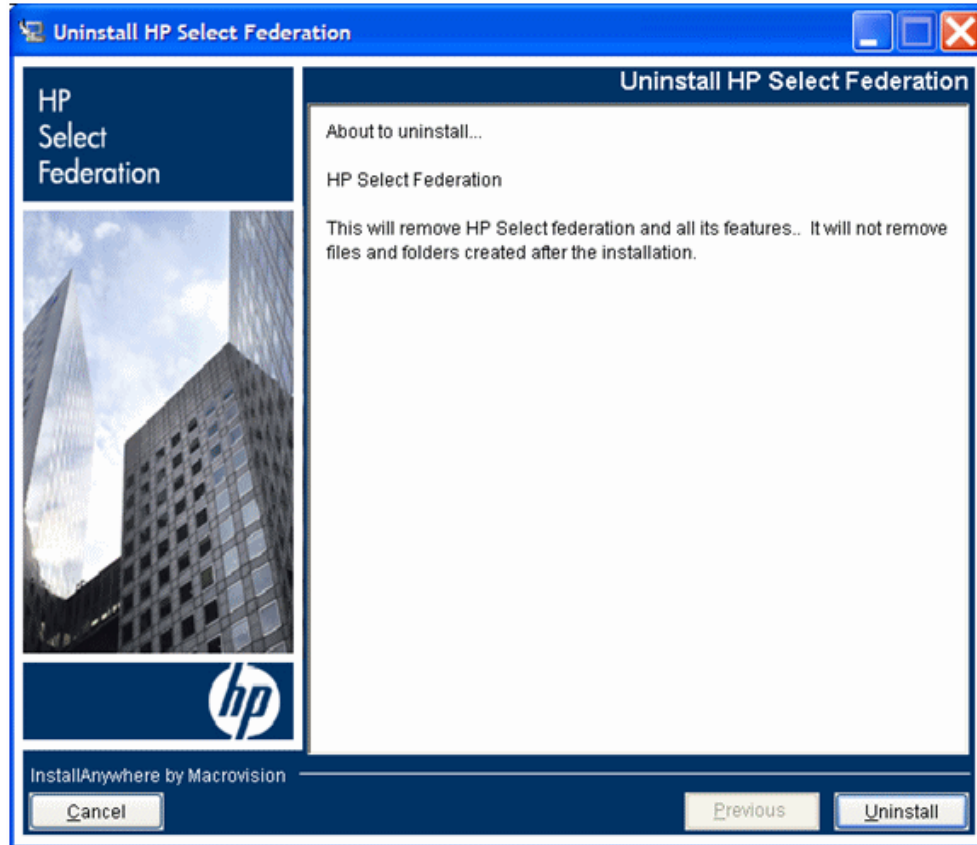 Uninstall HP Select Federation
Uninstall HP Select Federation
HP
Select
Federation
About to uninstall...
HP Select Federation
This will remove HP Select federation and all its features.. It will not remove
files and folders created after the installation.
hp
InstallAnywhere by Macrovision
Cancel
Previous
Uninstall